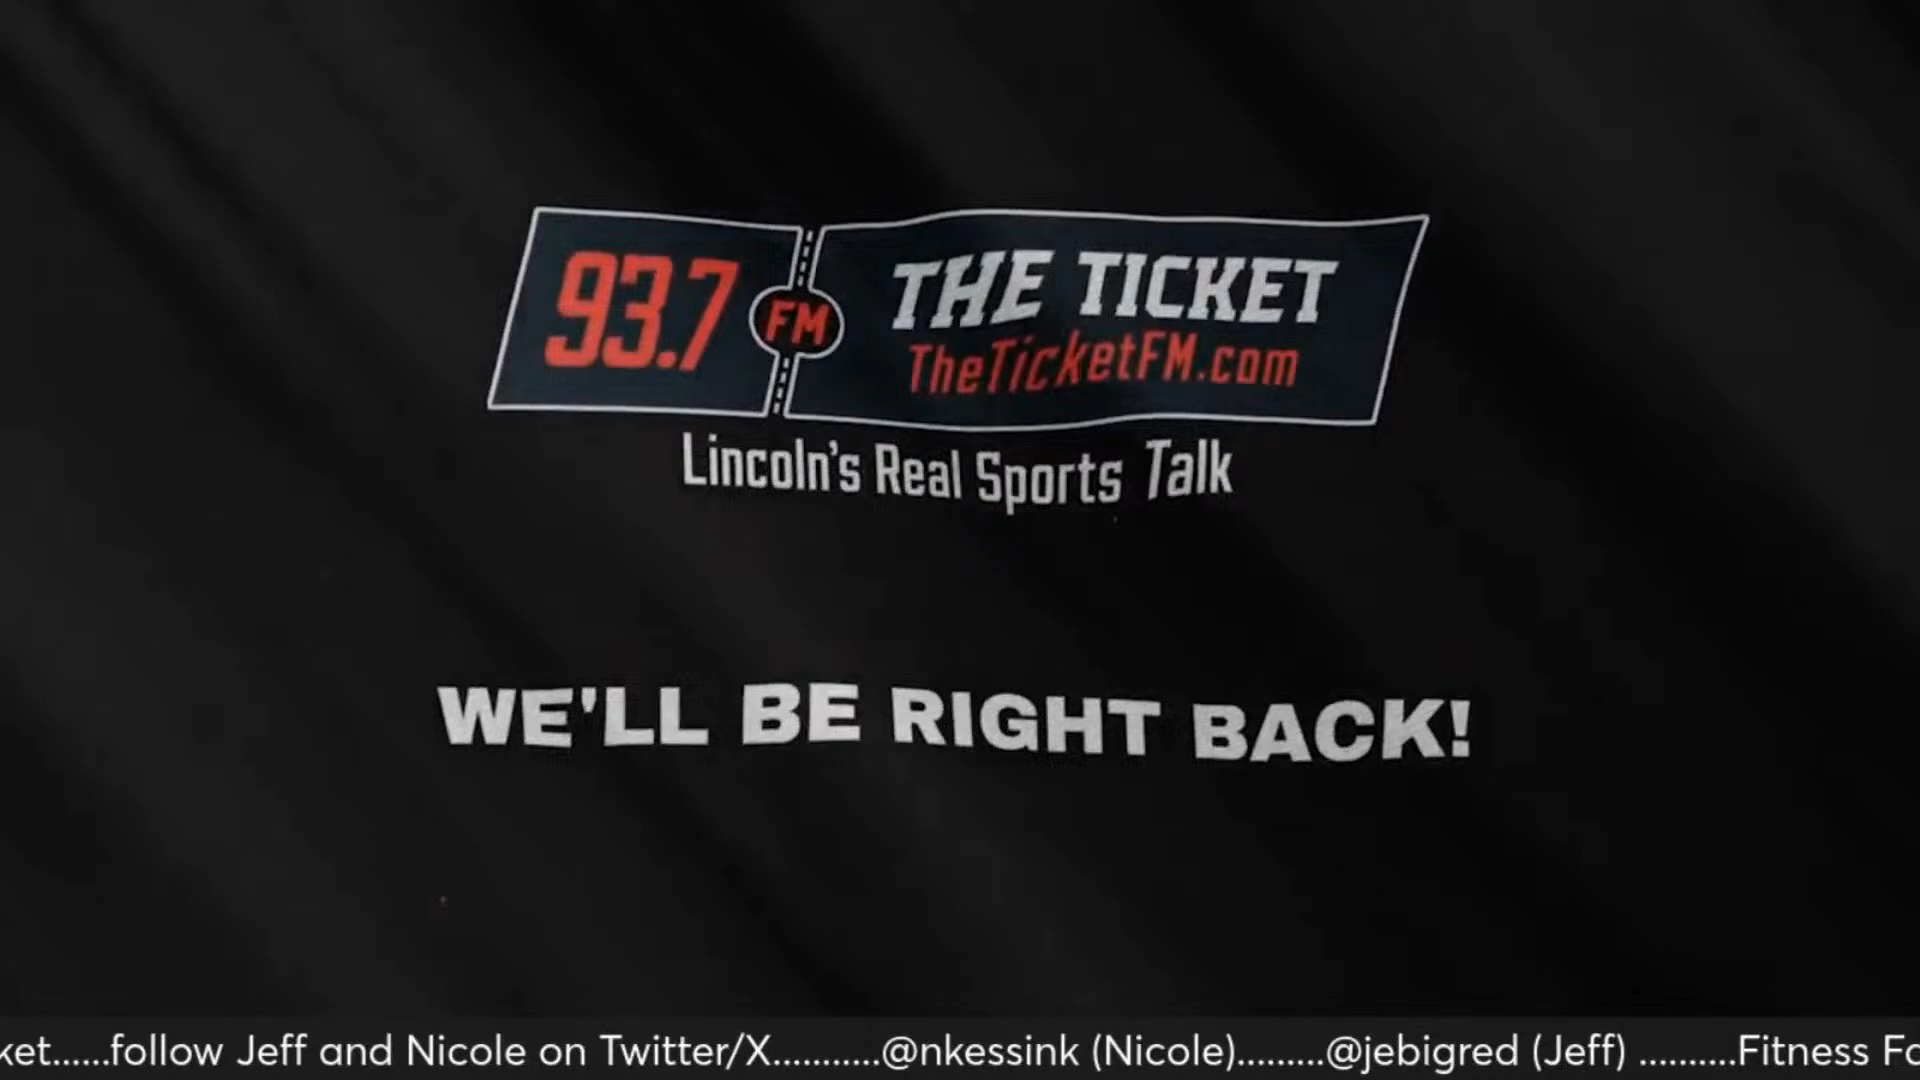 93.7 FM THE TICKET
TheTicketFM.com
Lincoln's Real Sports Talk
WE'LL BE RIGHT BACK!
ket......follow Jeff and Nicole on Twitter/X...........@nkessink (Nicole).........@jebigred (Jeff) ..........Fitness Fa